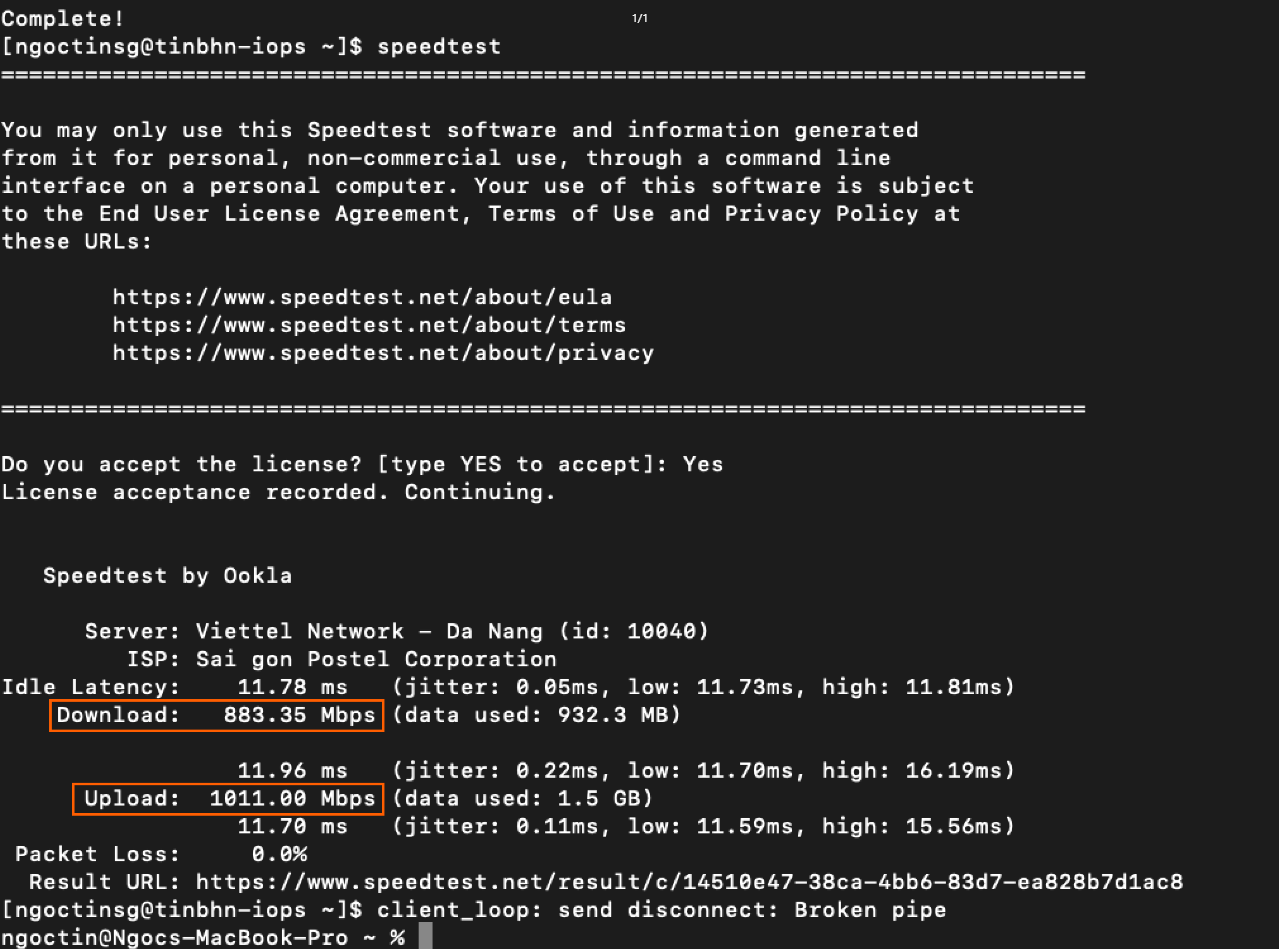 Complete!
1/1
[ngoctinsg@tinbhn-iops ~]$ speedtest
==============================================================================
You may only use this Speedtest software and information generated
from it for personal, non-commercial use, through a command line
interface on a personal computer. Your use of this software is subject
to the End User License Agreement, Terms of Use and Privacy Policy at
these URLs:
https://www.speedtest.net/about/eula
https://www.speedtest.net/about/terms
https://www.speedtest.net/about/privacy
==============================================================================
Do you accept the license? [type YES to accept]: Yes
License acceptance recorded. Continuing.
Speedtest by Ookla
Server: Viettel Network - Da Nang (id: 10040)
ISP: Sai gon Postel Corporation
Idle Latency: 11.78 ms (jitter: 0.05ms, low: 11.73ms, high: 11.81ms)
Download: 883.35 Mbps (data used: 932.3 MB)
11.96 ms (jitter: 0.22ms, low: 11.70ms, high: 16.19ms)
Upload: 1011.00 Mbps (data used: 1.5 GB)
11.70 ms (jitter: 0.11ms, low: 11.59ms, high: 15.56ms)
Packet Loss: 0.0%
Result URL: https://www.speedtest.net/result/c/14510e47-38ca-4bb6-83d7-ea828b7d1ac8
[ngoctinsg@tinbhn-iops ~]$ client_loop: send disconnect: Broken pipe
ngoctin@Ngocs-MacBook-Pro ~ %